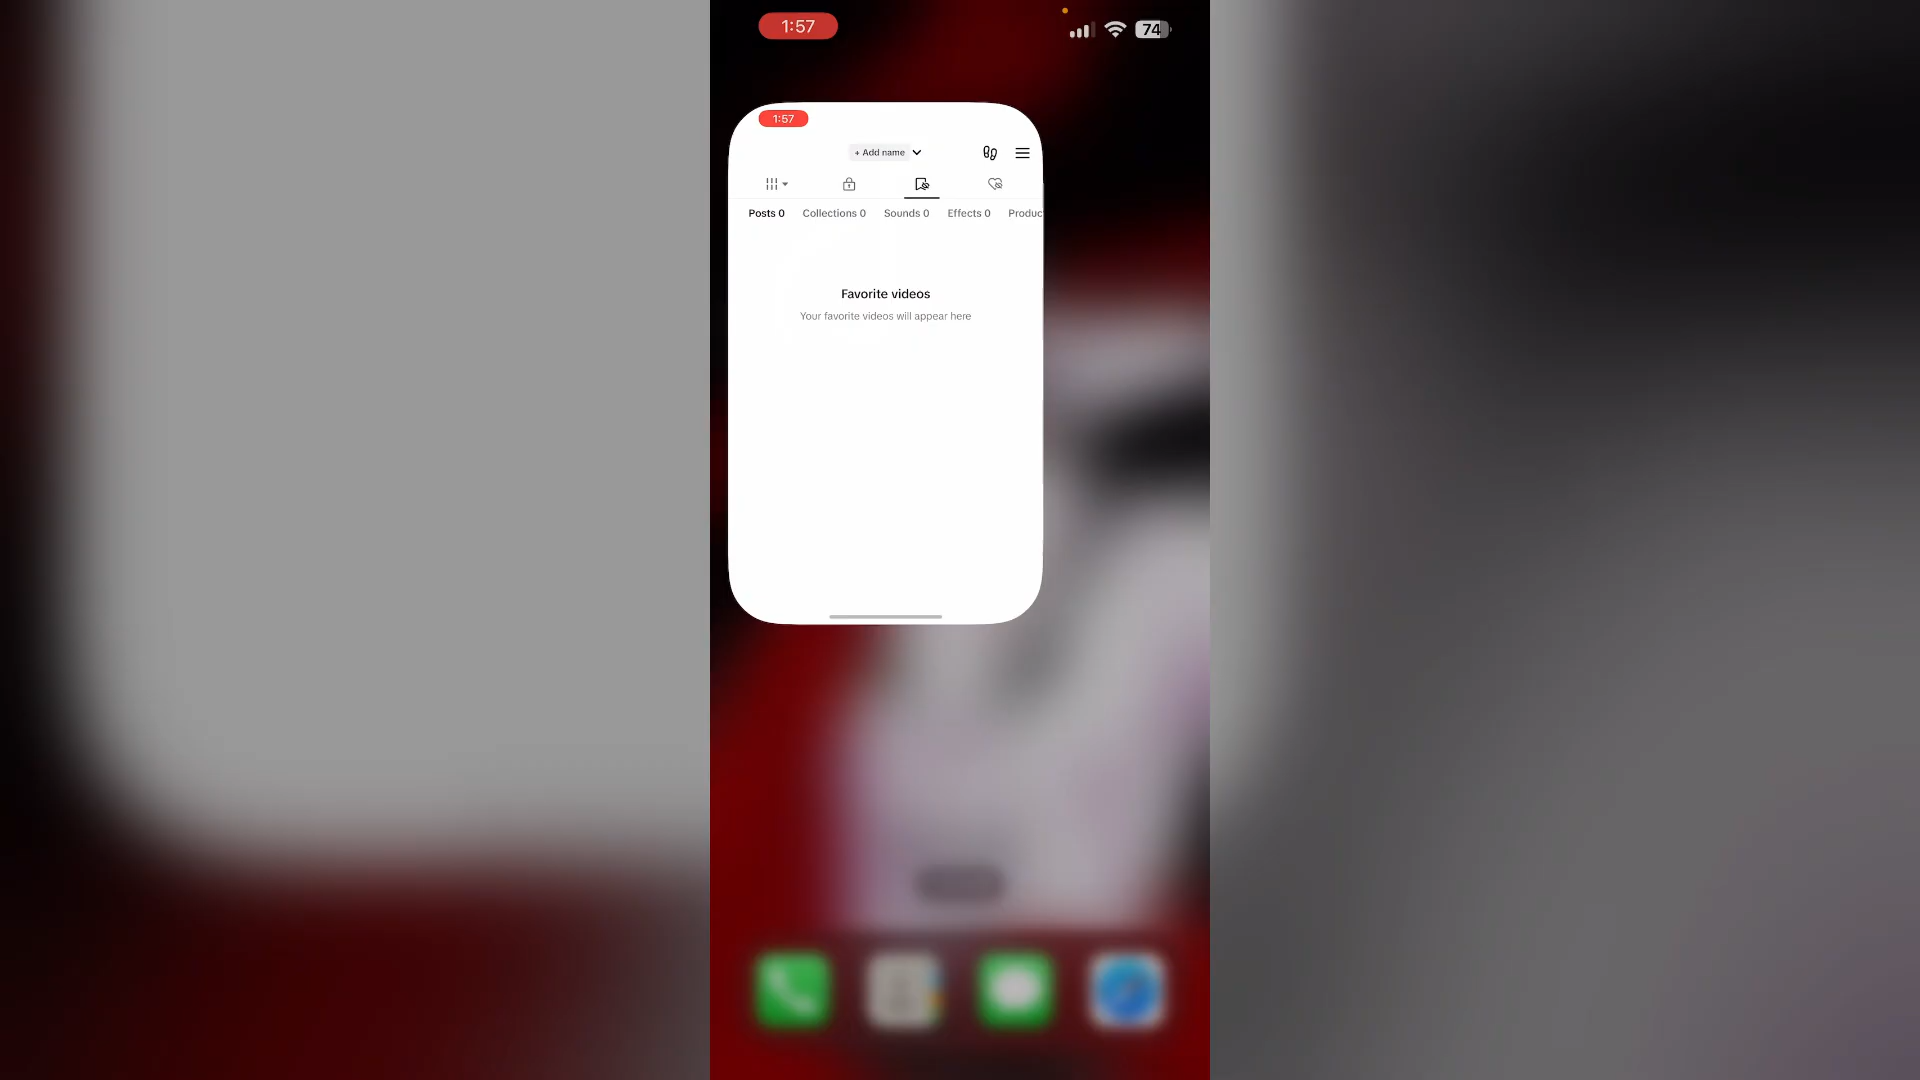 1:57
74
1:57
+ Add name
Posts 0 Collections 0 Sounds 0 Effects 0 Produc
Favorite videos
Your favorite videos will appear here